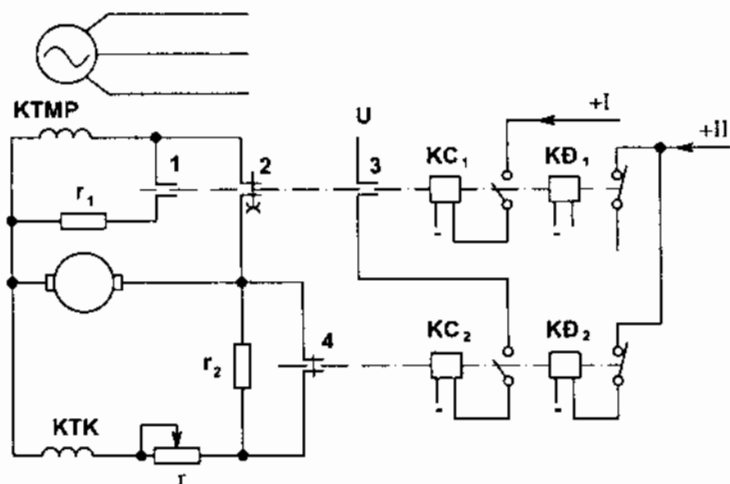 KTMP
U
+I
+II
1
2
3
KC₁
KĐ₁
r₁
-
-
4
KC₂
KĐ₂
r₂
-
-
KTK
r